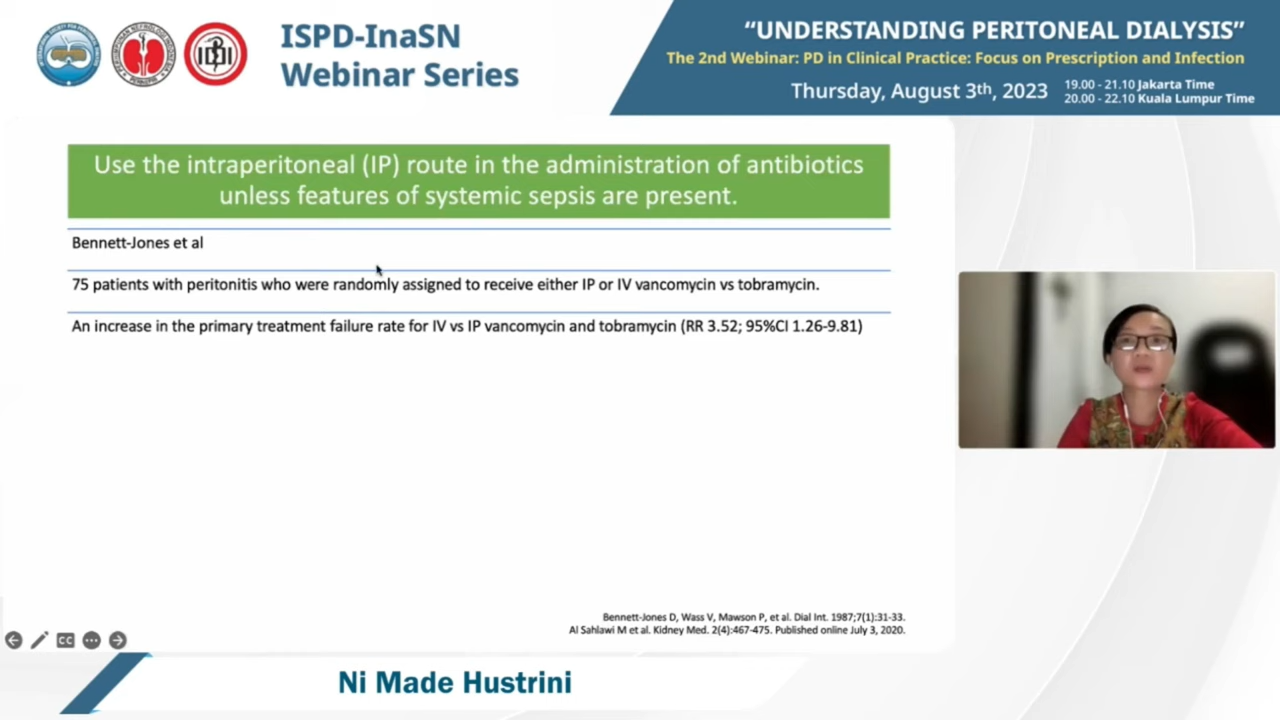 ISPD-InaSN
Webinar Series
“UNDERSTANDING PERITONEAL DIALYSIS”
The 2nd Webinar: PD in Clinical Practice: Focus on Prescription and Infection
Thursday, August 3th, 2023
19.00 - 21.10 Jakarta Time
20.00 - 22.10 Kuala Lumpur Time
Use the intraperitoneal (IP) route in the administration of antibiotics
unless features of systemic sepsis are present.
Bennett-Jones et al
75 patients with peritonitis who were randomly assigned to receive either IP or IV vancomycin vs tobramycin.
An increase in the primary treatment failure rate for IV vs IP vancomycin and tobramycin (RR 3.52; 95%CI 1.26-9.81)
Bennett-Jones D, Wass V, Mawson P, et al. Dial Int. 1987;7(1):31-33.
Al Sahlawi M et al. Kidney Med. 2(4):467-475. Published online July 3, 2020.
CC
Ni Made Hustrini